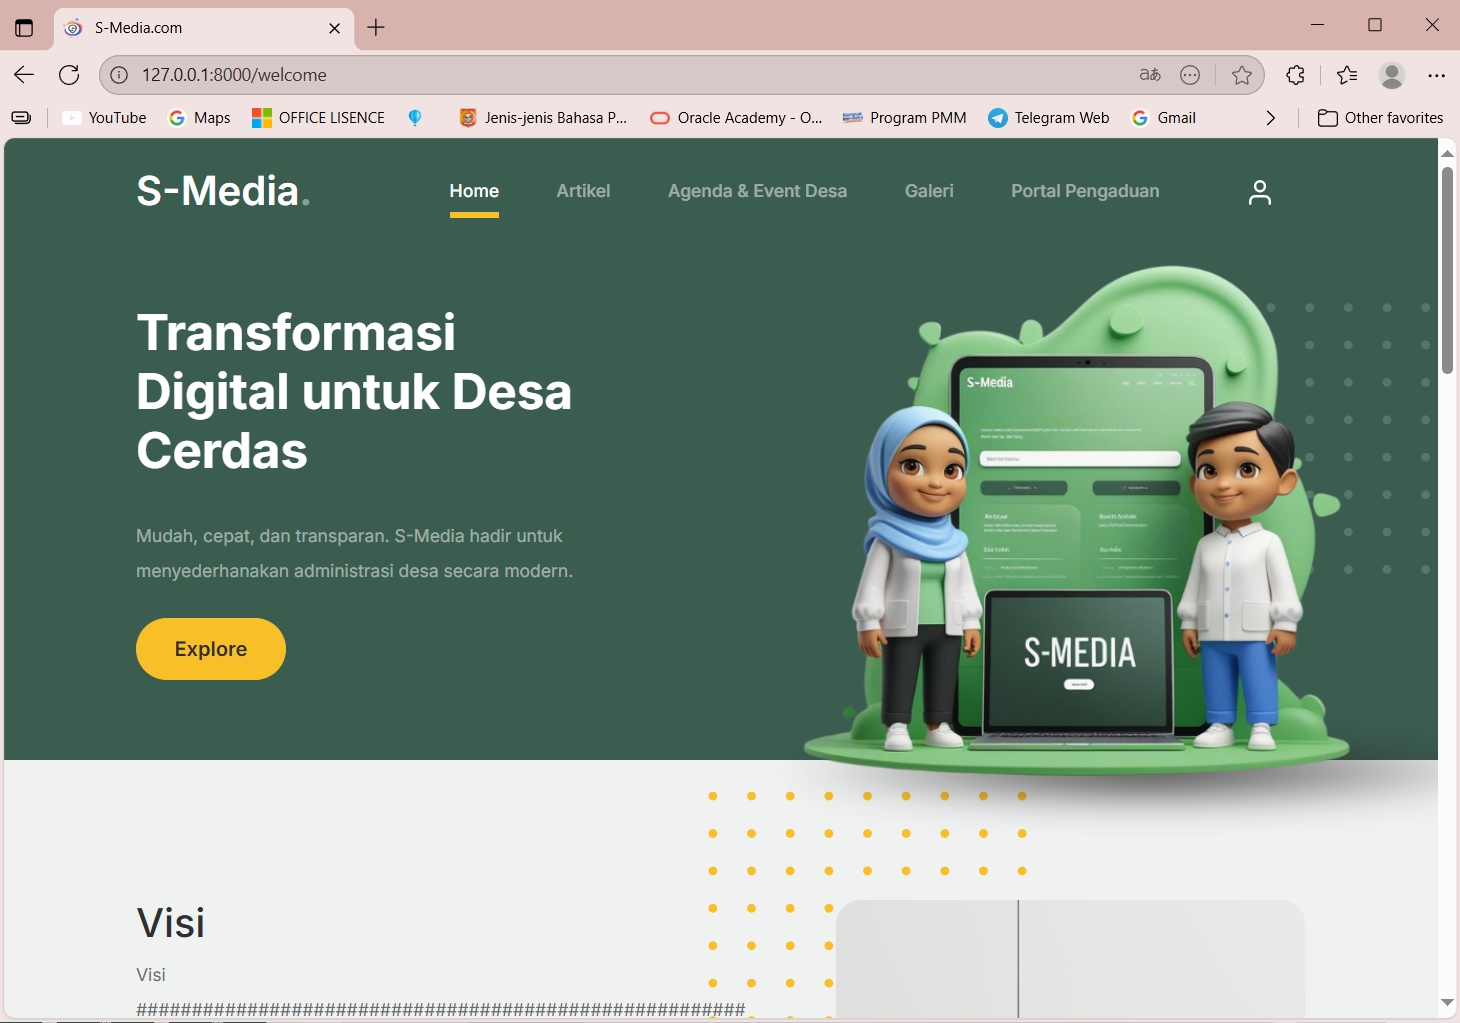 S-Media.com
127.0.0.1:8000/welcome
YouTube
Maps
OFFICE LISENCE
Jenis-jenis Bahasa P...
Oracle Academy - O...
Program PMM
Telegram Web
Gmail
Other favorites
S-Media.
Home
Artikel
Agenda & Event Desa
Galeri
Portal Pengaduan
Transformasi
Digital untuk Desa
Cerdas
Mudah, cepat, dan transparan. S-Media hadir untuk
menyederhanakan administrasi desa secara modern.
Explore
S-Media
S-MEDIA
Visi
Visi
#######################################################